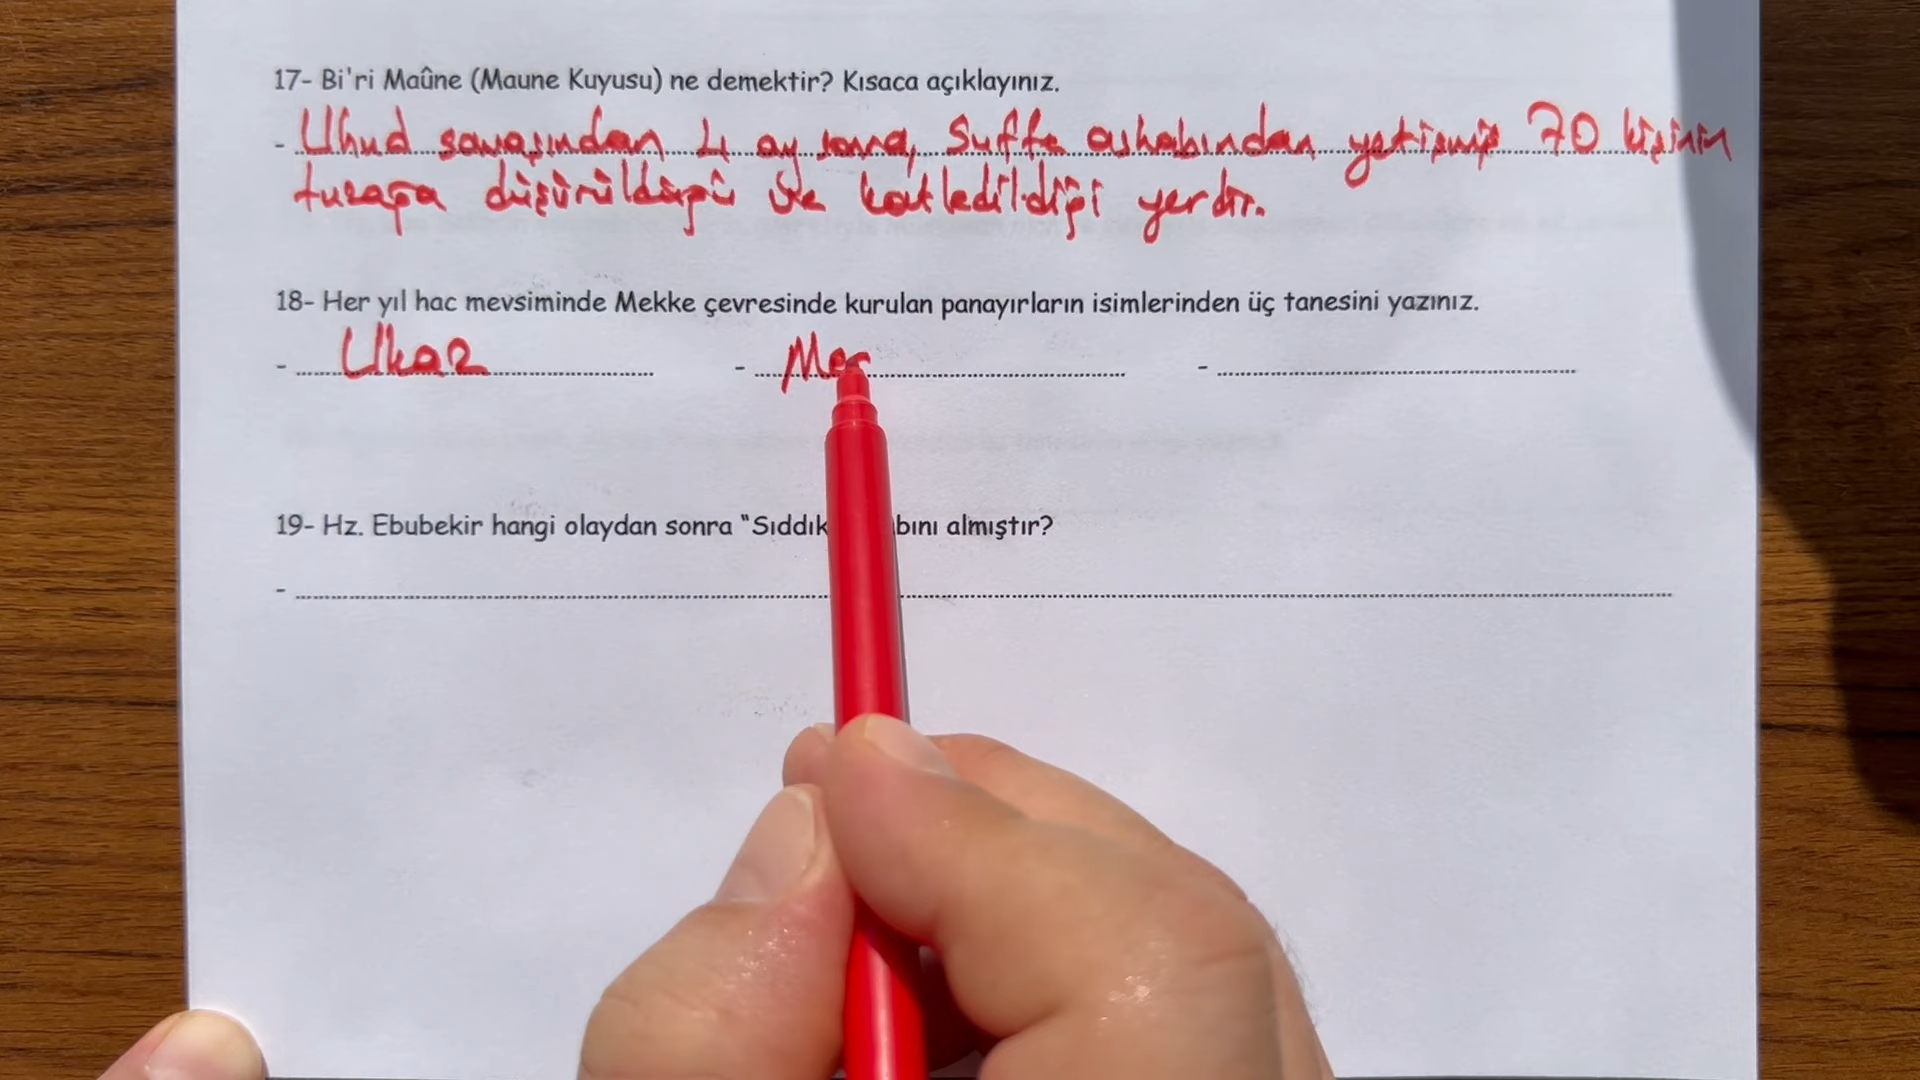 17- Bi'ri Maûne (Maune Kuyusu) ne demektir? Kısaca açıklayınız.
- Uhud savaşından 4 ay sonra, Suffe ashabından yetişmiş 70 kişinin
tuzağa düşürüldüğü ve katledildiği yerdir.
18- Her yıl hac mevsiminde Mekke çevresinde kurulan panayırların isimlerinden üç tanesini yazınız.
- Ukaz - Mec -
19- Hz. Ebubekir hangi olaydan sonra "Sıddık bını almıştır?
-